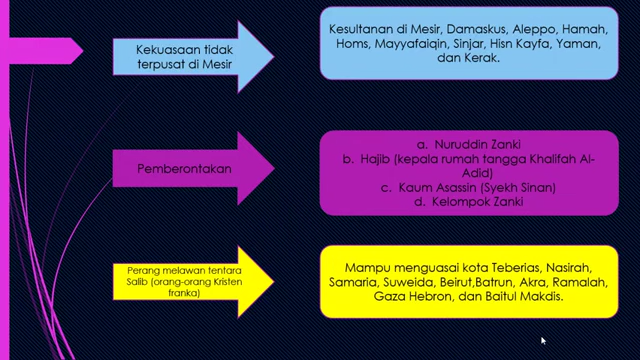 Kekuasaan tidak
terpusat di Mesir
Kesultanan di Mesir, Damaskus, Aleppo, Hamah,
Homs, Mayyafaiqin, Sinjar, Hisn Kayfa, Yaman,
dan Kerak.
Pemberontakan
a. Nuruddin Zanki
b. Hajib (kepala rumah tangga Khalifah Al-
Adid)
c. Kaum Asassin (Syekh Sinan)
d. Kelompok Zanki
Perang melawan tentara
Salib (orang-orang Kristen
franka)
Mampu menguasai kota Teberias, Nasirah,
Samaria, Suweida, Beirut,Batrun, Akra, Ramalah,
Gaza Hebron, dan Baitul Makdis.